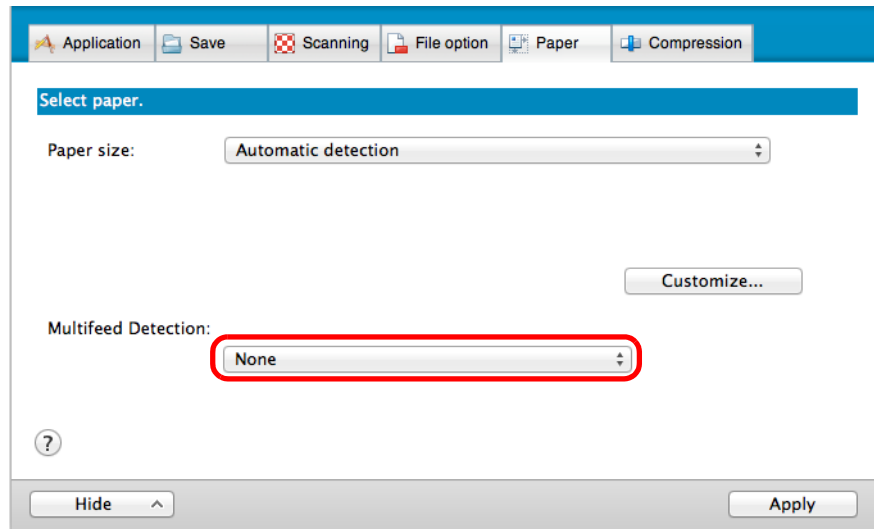 Application Save Scanning File option Paper Compression
Select paper.
Paper size: Automatic detection
Customize...
Multifeed Detection:
None
?
Hide Apply